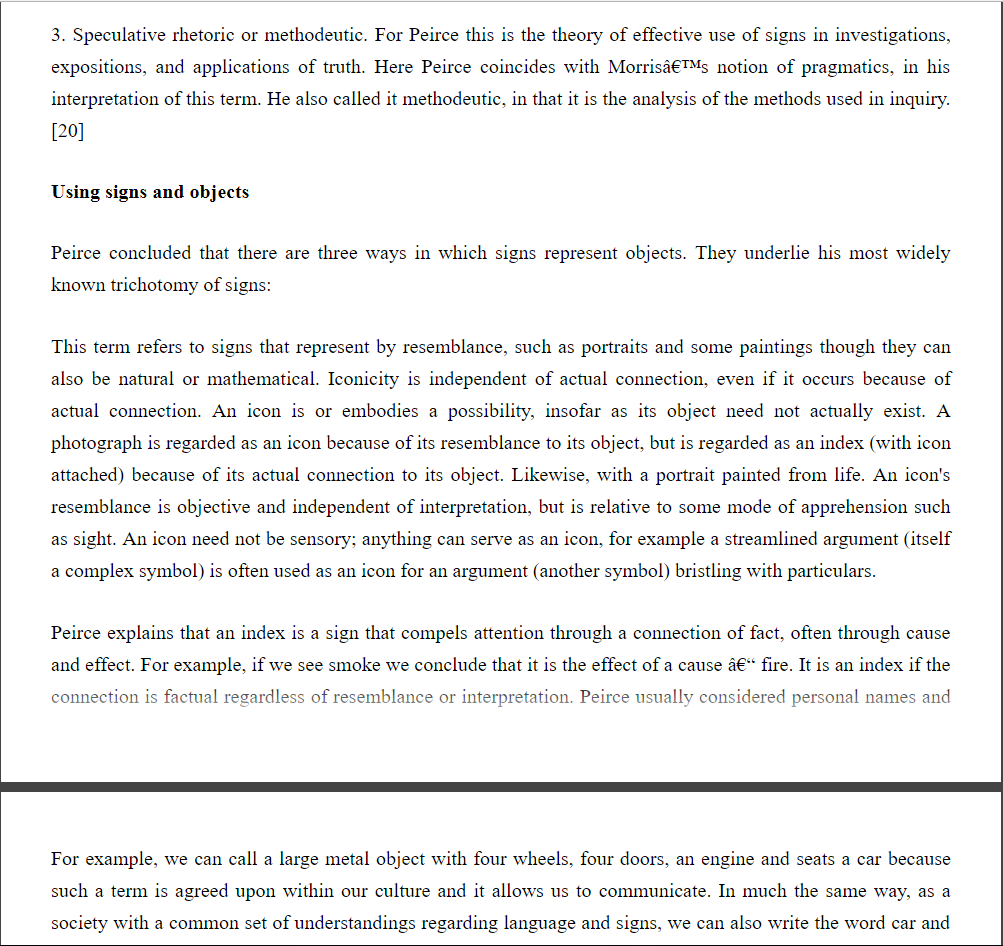 3. Speculative rhetoric or methodeutic. For Peirce this is the theory of effective use of signs in investigations,
expositions, and applications of truth. Here Peirce coincides with Morrisâ€™s notion of pragmatics, in his
interpretation of this term. He also called it methodeutic, in that it is the analysis of the methods used in inquiry.
[20]
Using signs and objects
Peirce concluded that there are three ways in which signs represent objects. They underlie his most widely
known trichotomy of signs:
This term refers to signs that represent by resemblance, such as portraits and some paintings though they can
also be natural or mathematical. Iconicity is independent of actual connection, even if it occurs because of
actual connection. An icon is or embodies a possibility, insofar as its object need not actually exist. A
photograph is regarded as an icon because of its resemblance to its object, but is regarded as an index (with icon
attached) because of its actual connection to its object. Likewise, with a portrait painted from life. An icon's
resemblance is objective and independent of interpretation, but is relative to some mode of apprehension such
as sight. An icon need not be sensory; anything can serve as an icon, for example a streamlined argument (itself
a complex symbol) is often used as an icon for an argument (another symbol) bristling with particulars.
Peirce explains that an index is a sign that compels attention through a connection of fact, often through cause
and effect. For example, if we see smoke we conclude that it is the effect of a cause â€“ fire. It is an index if the
connection is factual regardless of resemblance or interpretation. Peirce usually considered personal names and
For example, we can call a large metal object with four wheels, four doors, an engine and seats a car because
such a term is agreed upon within our culture and it allows us to communicate. In much the same way, as a
society with a common set of understandings regarding language and signs, we can also write the word car and